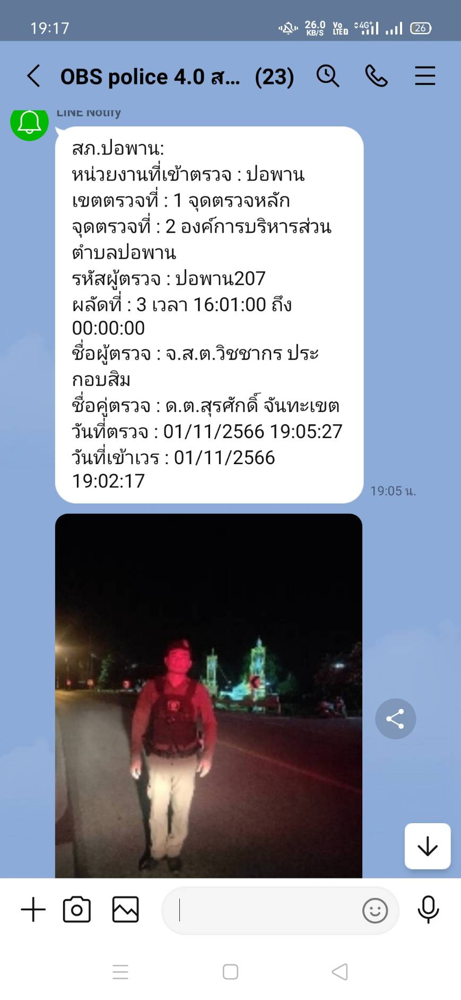 19:17
26.0
KB/S
Vo
LTE
4G+
26
OBS police 4.0 ส... (23)
LINE Notify
สภ.ปอพาน:
หน่วยงานที่เข้าตรวจ : ปอพาน
เขตตรวจที่ : 1 จุดตรวจหลัก
จุดตรวจที่ : 2 องค์การบริหารส่วน
ตำบลปอพาน
รหัสผู้ตรวจ : ปอพาน207
ผลัดที่ : 3 เวลา 16:01:00 ถึง
00:00:00
ชื่อผู้ตรวจ : จ.ส.ต.วิชชากร ประ
กอบสิม
ชื่อคู่ตรวจ : ด.ต.สุรศักดิ์ จันทะเขต
วันที่ตรวจ : 01/11/2566 19:05:27
วันที่เข้าเวร : 01/11/2566
19:02:17
19:05 น.